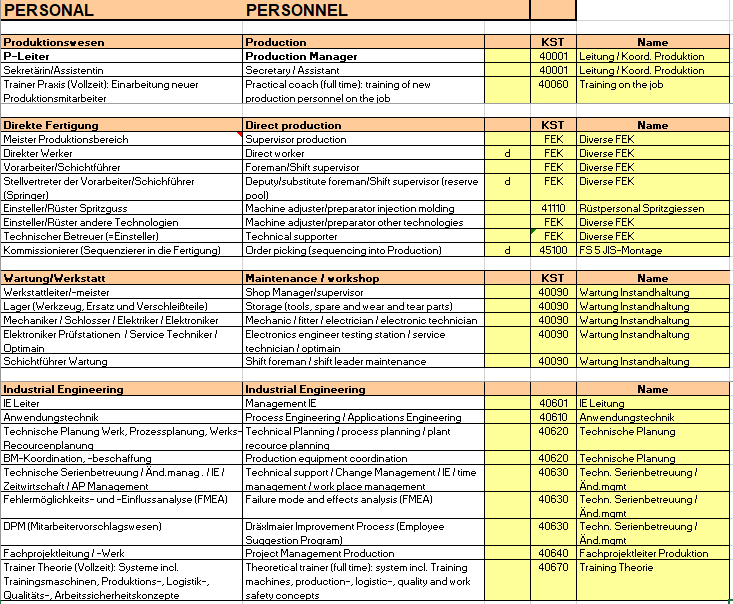 PERSONAL PERSONNEL
Produktionswesen Production KST Name
P-Leiter Production Manager 40001 Leitung / Koord. Produktion
Sekretärin/Assistentin Secretary / Assistant 40001 Leitung / Koord. Produktion
Trainer Praxis (Vollzeit): Einarbeitung neuer Practical coach (full time): training of new 40060 Training on the job
Produktionsmitarbeiter production personnel on the job
Direkte Fertigung Direct production KST Name
Meister Produktionsbereich Supervisor production FEK Diverse FEK
Direkter Werker Direct worker d FEK Diverse FEK
Vorarbeiter/Schichtführer Foreman/Shift supervisor FEK Diverse FEK
Stellvertreter der Vorarbeiter/Schichführer Deputy/substitute foreman/Shift supervisor (reserve d FEK Diverse FEK
(Springer) pool)
Einsteller/Rüster Spritzguss Machine adjuster/preparator injection molding 41110 Rüstpersonal Spritzgiessen
Einsteller/Rüster andere Technologien Machine adjuster/preparator other technologies FEK Diverse FEK
Technischer Betreuer (=Einsteller) Technical supporter FEK Diverse FEK
Kommissionierer (Sequenzierer in die Fertigung) Order picking (sequencing into Production) d 45100 FS 5 JIS-Montage
Wartung/Werkstatt Maintenance / workshop KST Name
Werkstattleiter/-meister Shop Manager/supervisor 40090 Wartung Instandhaltung
Lager (Werkzeug, Ersatz und Verschleißteile) Storage (tools, spare and wear and tear parts) 40090 Wartung Instandhaltung
Mechaniker / Schlosser / Elektriker / Elektroniker Mechanic / fitter / electrician / electronic technician 40090 Wartung Instandhaltung
Elektroniker Prüfstationen / Service Techniker / Electronics engineer testing station / service 40090 Wartung Instandhaltung
Optimain technician / optimain
Schichtführer Wartung Shift foreman / shift leader maintenance 40090 Wartung Instandhaltung
Industrial Engineering Industrial Engineering Name
IE Leiter Management IE 40601 IE Leitung
Anwendungstechnik Process Engineering / Applications Engineering 40610 Anwendungstechnik
Technische Planung Werk, Prozessplanung, Werks- Technical Planning / process planning / plant 40620 Technische Planung
Recourcenplanung recource planning
BM-Koordination, -beschaffung Production equipment coordination 40620 Technische Planung
Technische Serienbetreuung / Änd.manag. / IE / Technical support / Change Management / IE / time 40630 Techn. Serienbetreuung /
Zeitwirtschaft / AP Management management / work place management Änd.mgmt
Fehlermöglichkeits- und -Einflussanalyse (FMEA) Failure mode and effects analysis (FMEA) 40630 Techn. Serienbetreuung /
Änd.mgmt
DPM (Mitarbeitervorschlagswesen) Dräxlmaier Improvement Process (Employee 40630 Techn. Serienbetreuung /
Suggestion Program) Änd.mgmt
Fachprojektleitung / -Werk Project Management Production 40640 Fachprojektleiter Produktion
Trainer Theorie (Vollzeit): Systeme incl. Theoretical trainer (full time): system incl. Training 40670 Training Theorie
Trainingsmaschinen, Produktions-, Logistik-, machines, production-, logistic-, quality and work
Qualitäts-, Arbeitssicherheitskonzepte safety concepts